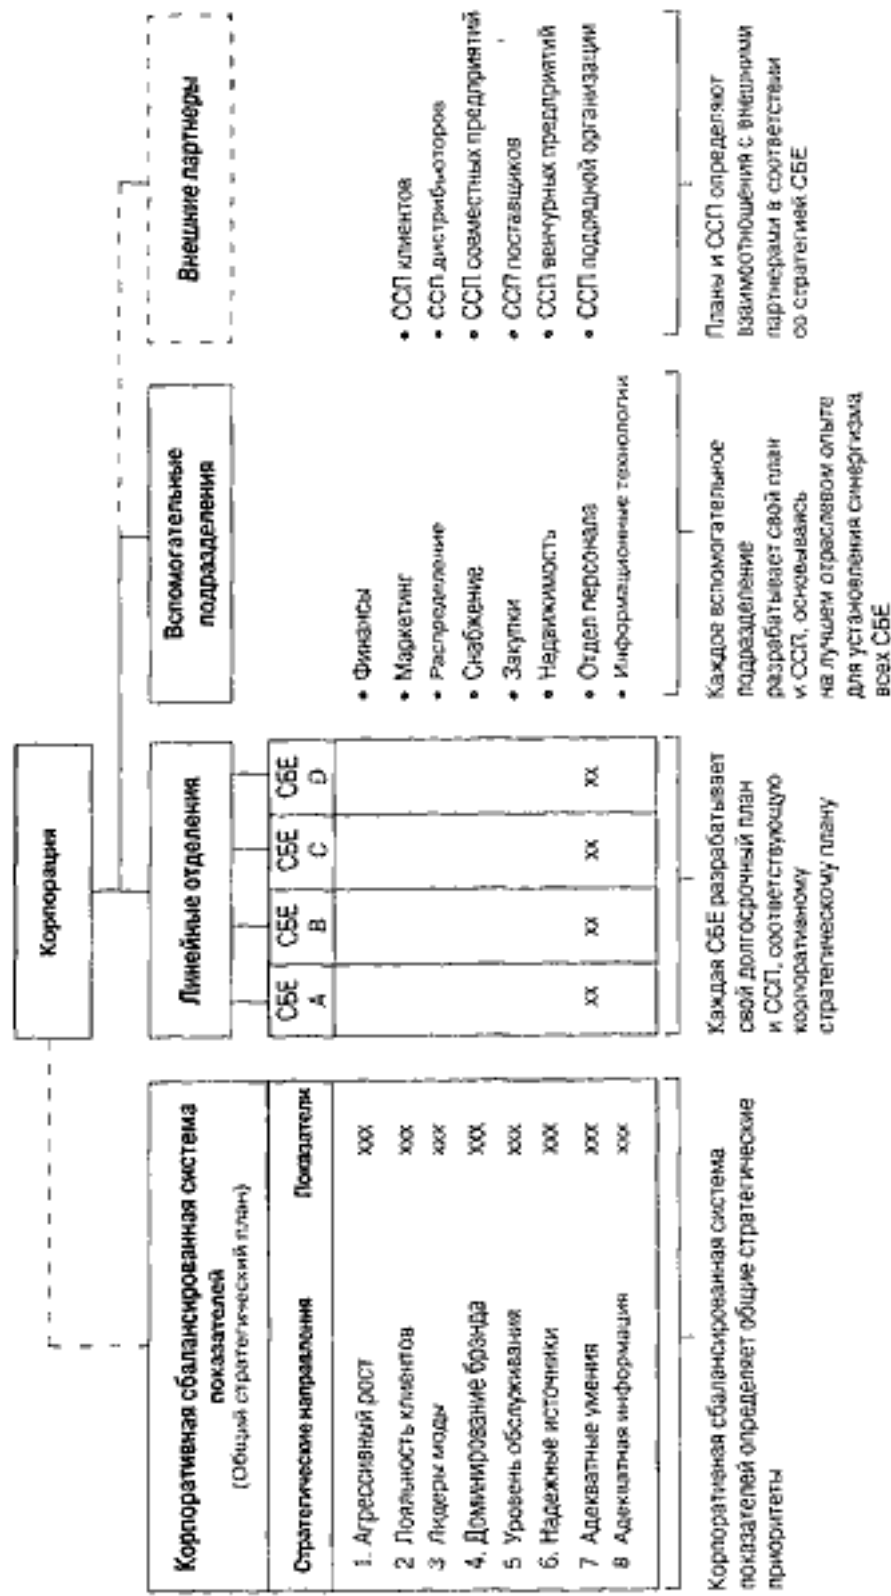 Корпорация
Корпоративная сбалансированная система
показателей
(Общий стратегический план)
Стратегические направления Показатели
1. Агрессивный рост xxx
2 Лояльность клиентов xxx
3 Лидеры моды xxx
4. Доминирование брэнда xxx
5 Уровень обслуживания xxx
6. Надежные источники xxx
7 Адекватные умения xxx
8 Адекватная информация xxx
Корпоративная сбалансированная система
показателей определяет общие стратегические
приоритеты
Линейные отделения
СБЕ СБЕ СБЕ СБЕ
A B C D
xx xx xx xx
Каждая СБЕ разрабатывает
свой долгосрочный план
и ССП, соответствующую
корпоративному
стратегическому плану
Вспомогательные
подразделения
• Финансы
• Маркетинг
• Распределение
• Снабжение
• Закупки
• Недвижимость
• Отдел персонала
• Информационные технологии
Каждое вспомогательное
подразделение
разрабатывает свой план
и ССП, основываясь
на лучшем отраслевом опыте
для установления синергизма
всех СБЕ
Внешние партнеры
• ССП клиентов
• ССП дистрибьюторов
• ССП совместных предприятий
• ССП поставщиков
• ССП венчурных предприятий
• ССП подрядной организации
Планы и ССП определяют
взаимоотношения с внешними
партнерами в соответствии
со стратегией СБЕ